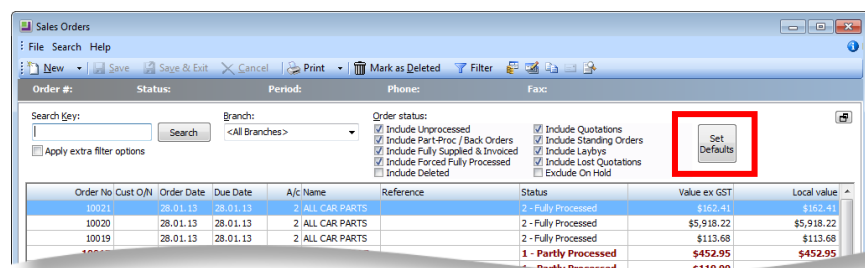 Sales Orders
File Search Help
New Save Save & Exit Cancel Print Mark as Deleted Filter
Order #: Status: Period: Phone: Fax:
Search Key: Branch: Order status:
Search <All Branches> Include Unprocessed Include Quotations
Include Part-Proc / Back Orders Include Standing Orders
Apply extra filter options Include Fully Supplied & Invoiced Include Laybys
Include Forced Fully Processed Include Lost Quotations
Include Deleted Exclude On Hold
Set
Defaults
Order No Cust O/N Order Date Due Date A/c Name Reference Status Value ex GST Local value
10021 28.01.13 28.01.13 2 ALL CAR PARTS 2 - Fully Processed $162.41 $162.41
10020 28.01.13 28.01.13 2 ALL CAR PARTS 2 - Fully Processed $5,918.22 $5,918.22
10019 28.01.13 28.01.13 2 ALL CAR PARTS 2 - Fully Processed $113.68 $113.68
1 - Partly Processed $452.95 $452.95